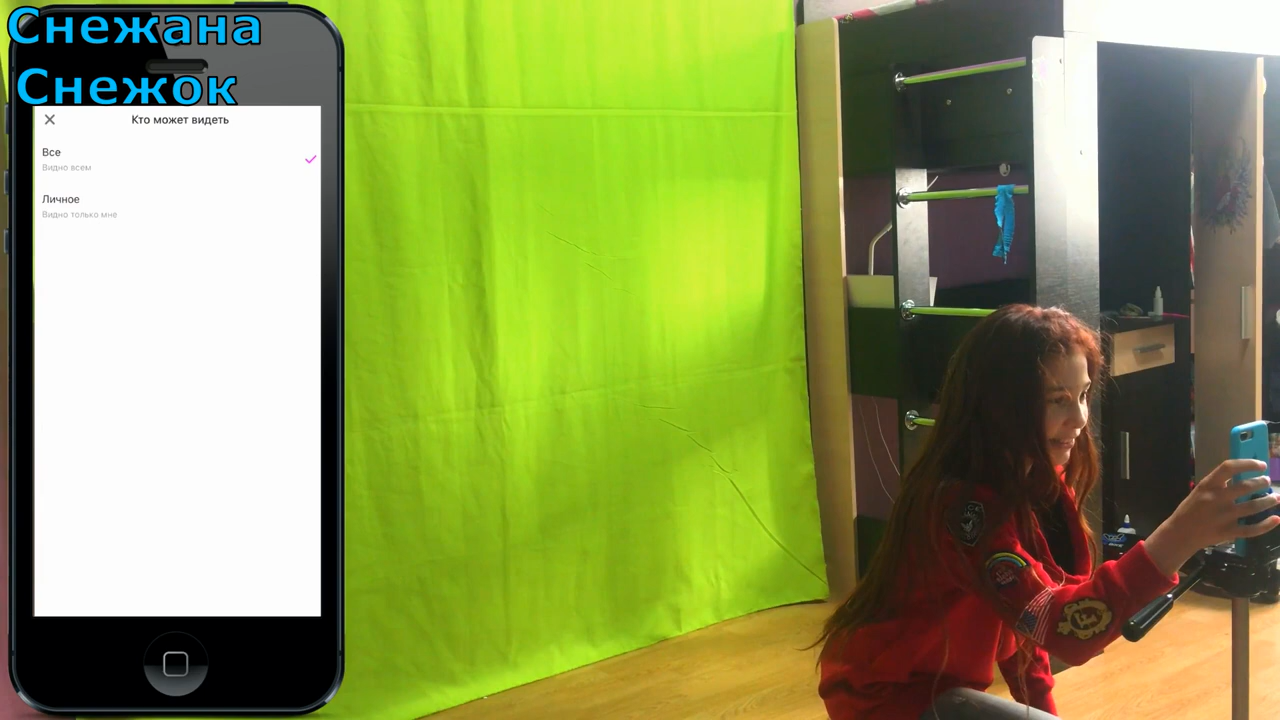 Снежана
Снежок
Кто может видеть
Все
Видно всем
Личное
Видно только мне